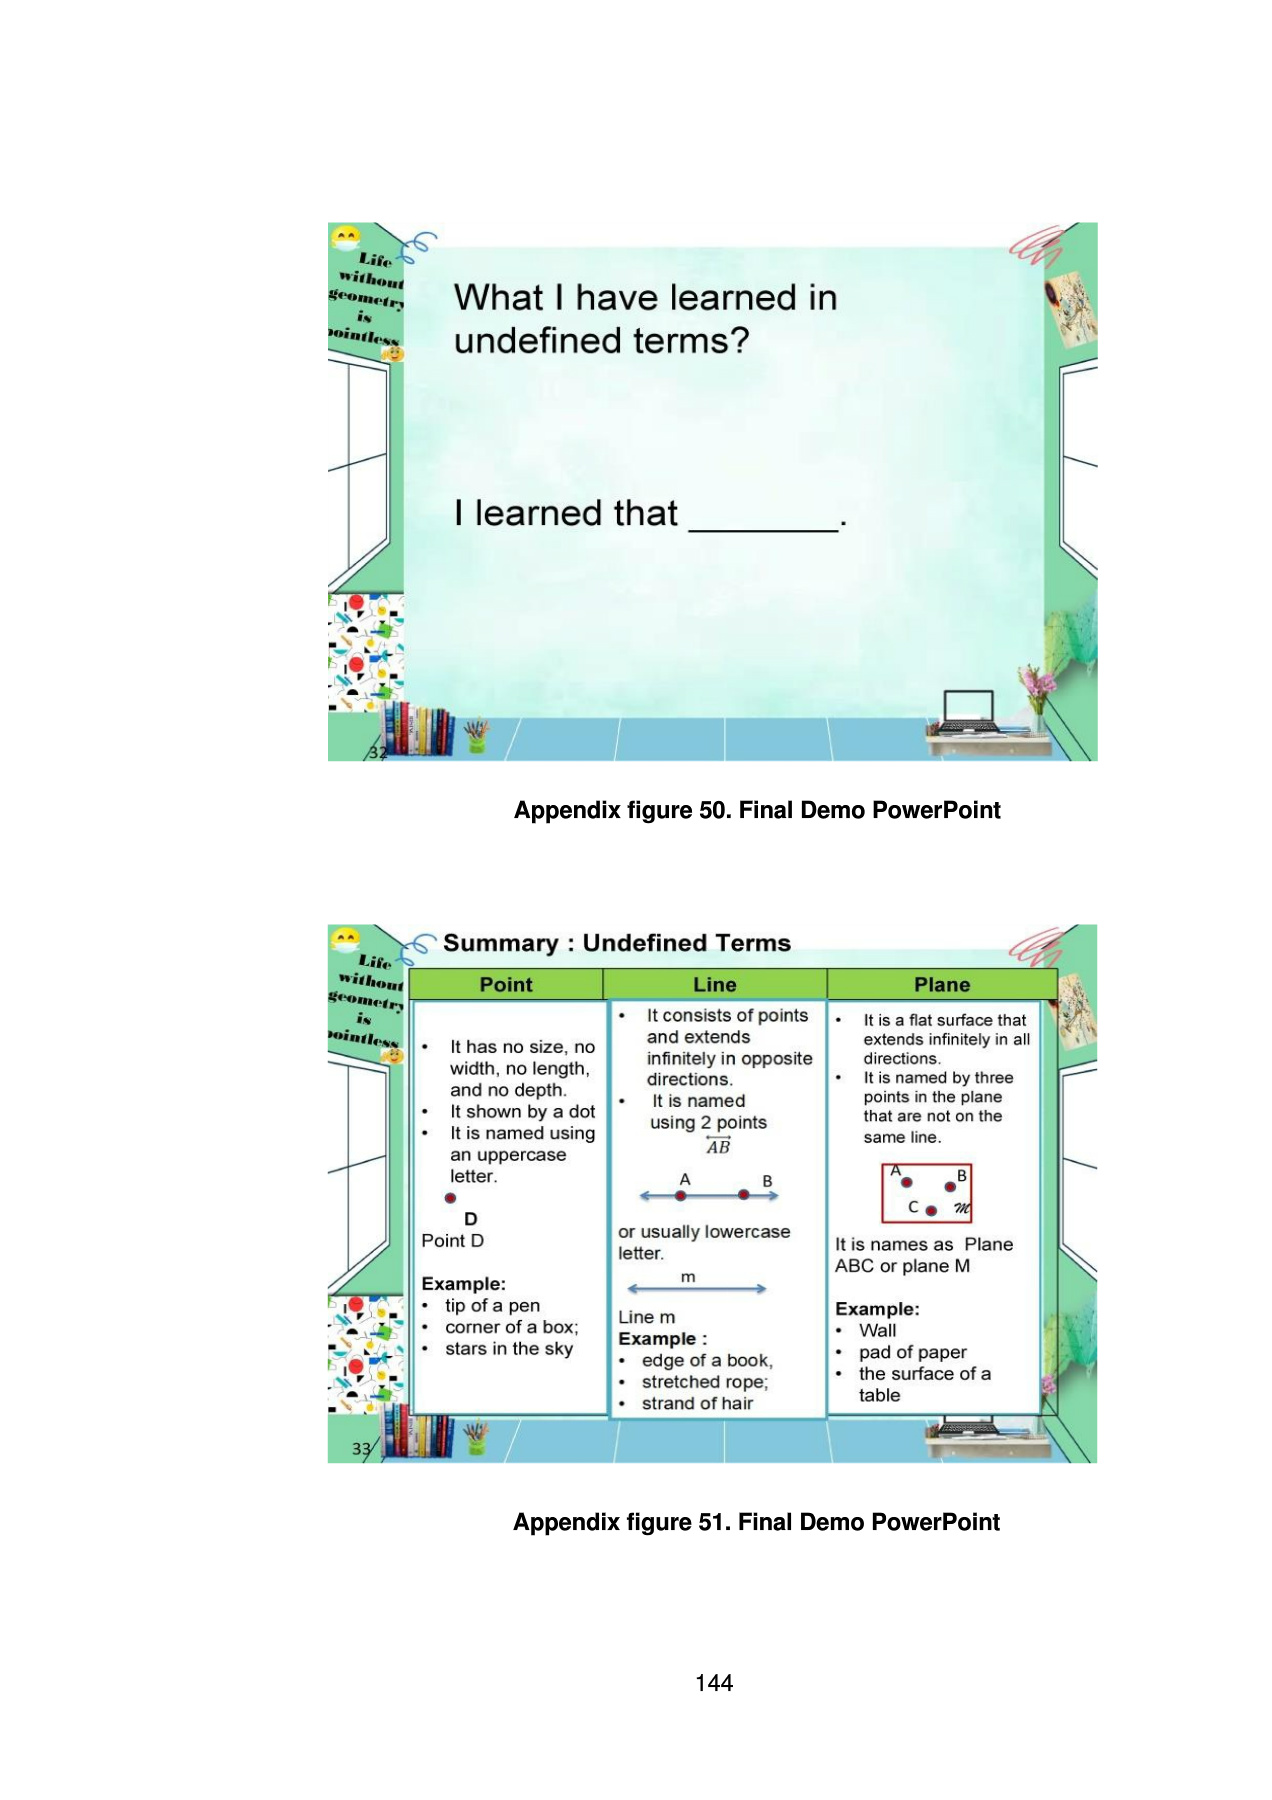 Life
without
geometry
is
pointless
What I have learned in
undefined terms?
I learned that ________.
32
Appendix figure 50. Final Demo PowerPoint
Life
without
geometry
is
pointless
Summary : Undefined Terms
Point
• It has no size, no
width, no length,
and no depth.
• It shown by a dot
• It is named using
an uppercase
letter.
D
Point D
Example:
• tip of a pen
• corner of a box;
• stars in the sky
Line
• It consists of points
and extends
infinitely in opposite
directions.
• It is named
using 2 points
AB
A B
or usually lowercase
letter.
m
Line m
Example :
• edge of a book,
• stretched rope;
• strand of hair
Plane
• It is a flat surface that
extends infinitely in all
directions.
• It is named by three
points in the plane
that are not on the
same line.
A B
C ℳ
It is names as Plane
ABC or plane M
Example:
• Wall
• pad of paper
• the surface of a
table
33
Appendix figure 51. Final Demo PowerPoint
144